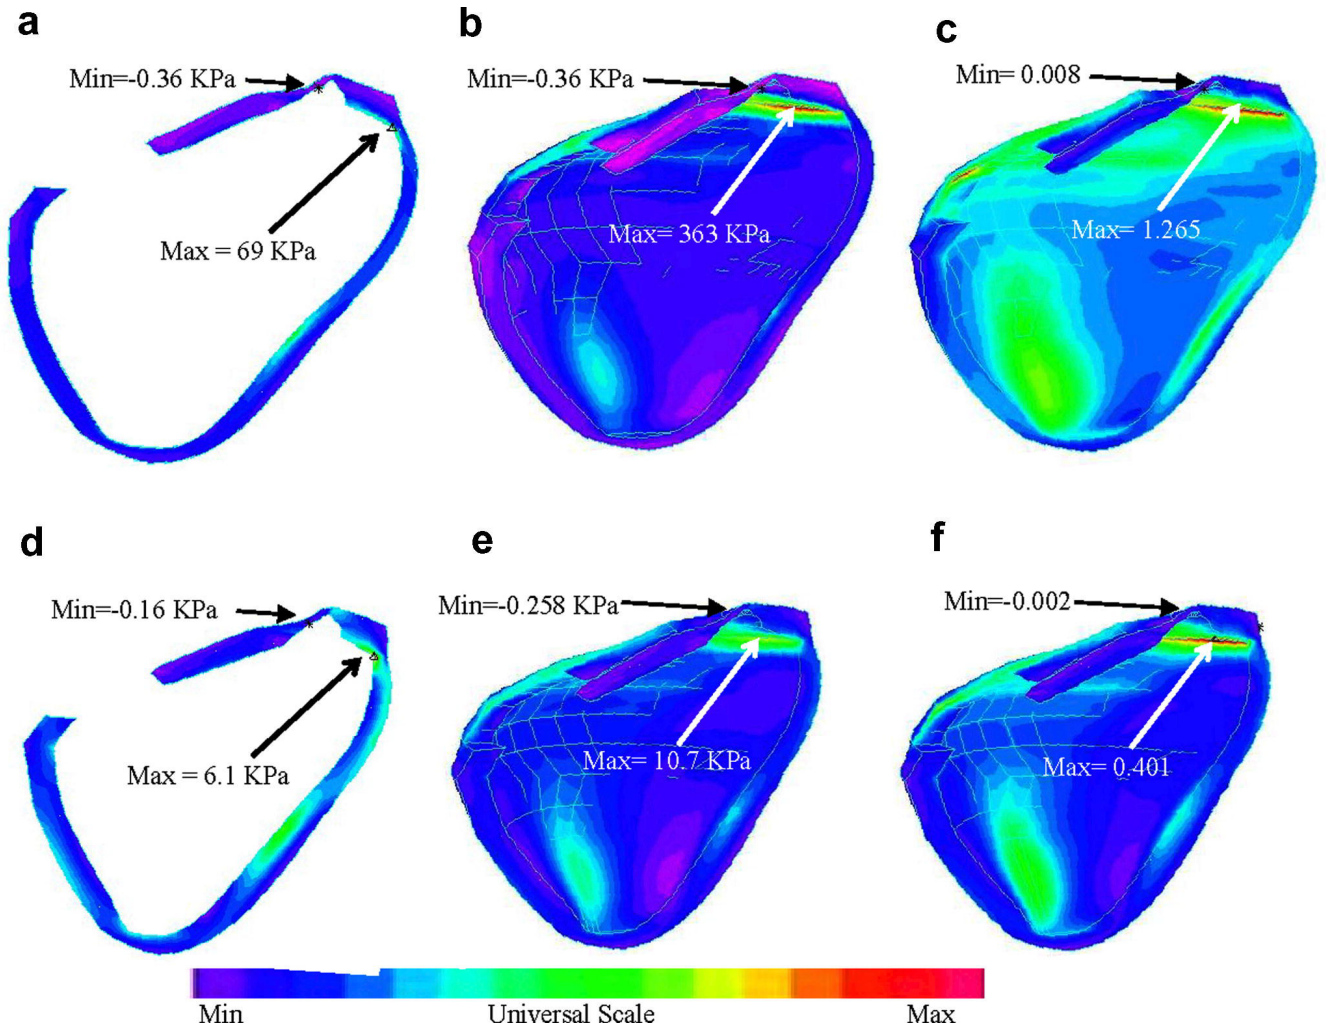 a
b
c
Min=-0.36 KPa
Min=-0.36 KPa
Min= 0.008
Max = 69 KPa
Max= 363 KPa
Max= 1.265
d
e
f
Min=-0.16 KPa
Min=-0.258 KPa
Min=-0.002
Max = 6.1 KPa
Max= 10.7 KPa
Max= 0.401
Min
Universal Scale
Max